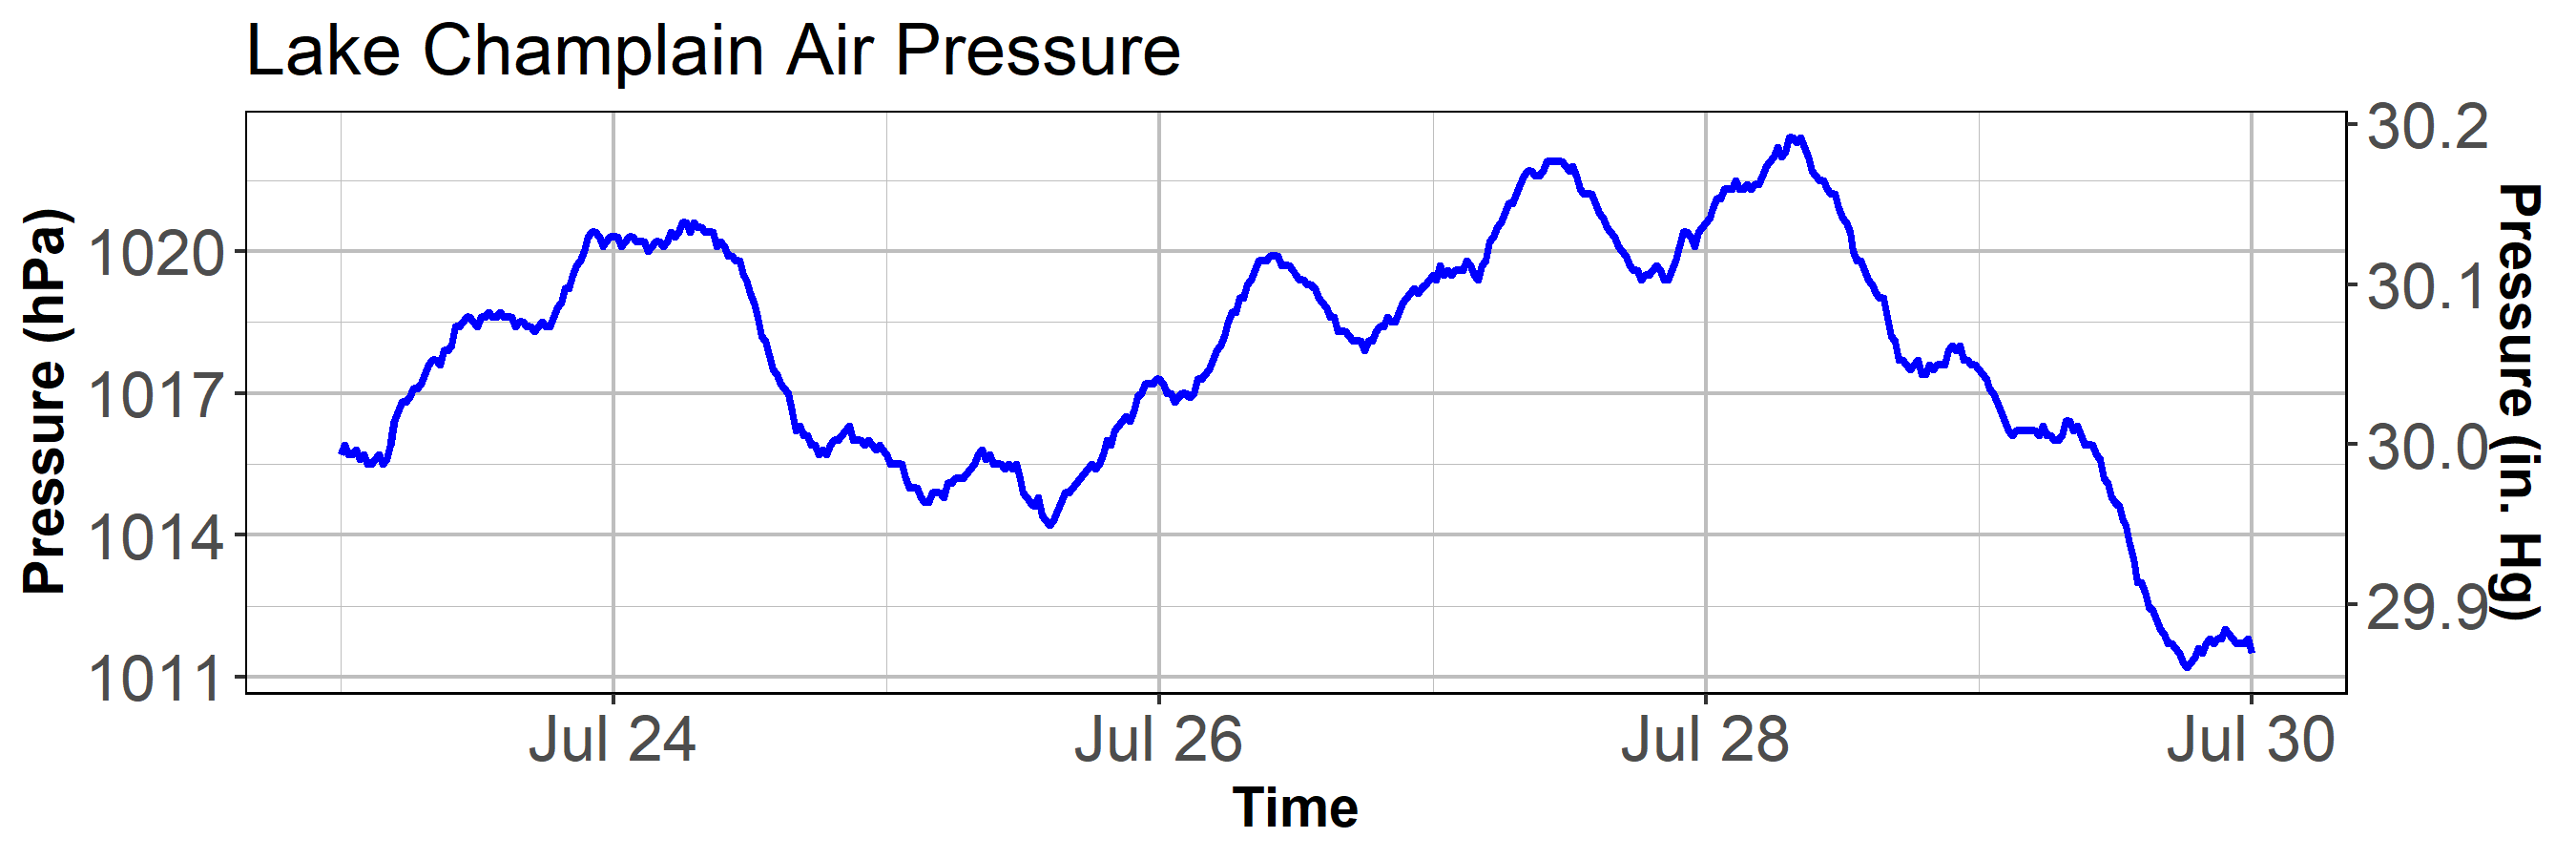 Lake Champlain Air Pressure
Pressure (hPa)
1020
1017
1014
1011
30.2
30.1
30.0
29.9
Pressure (in. Hg)
Jul 24 Jul 26 Jul 28 Jul 30
Time